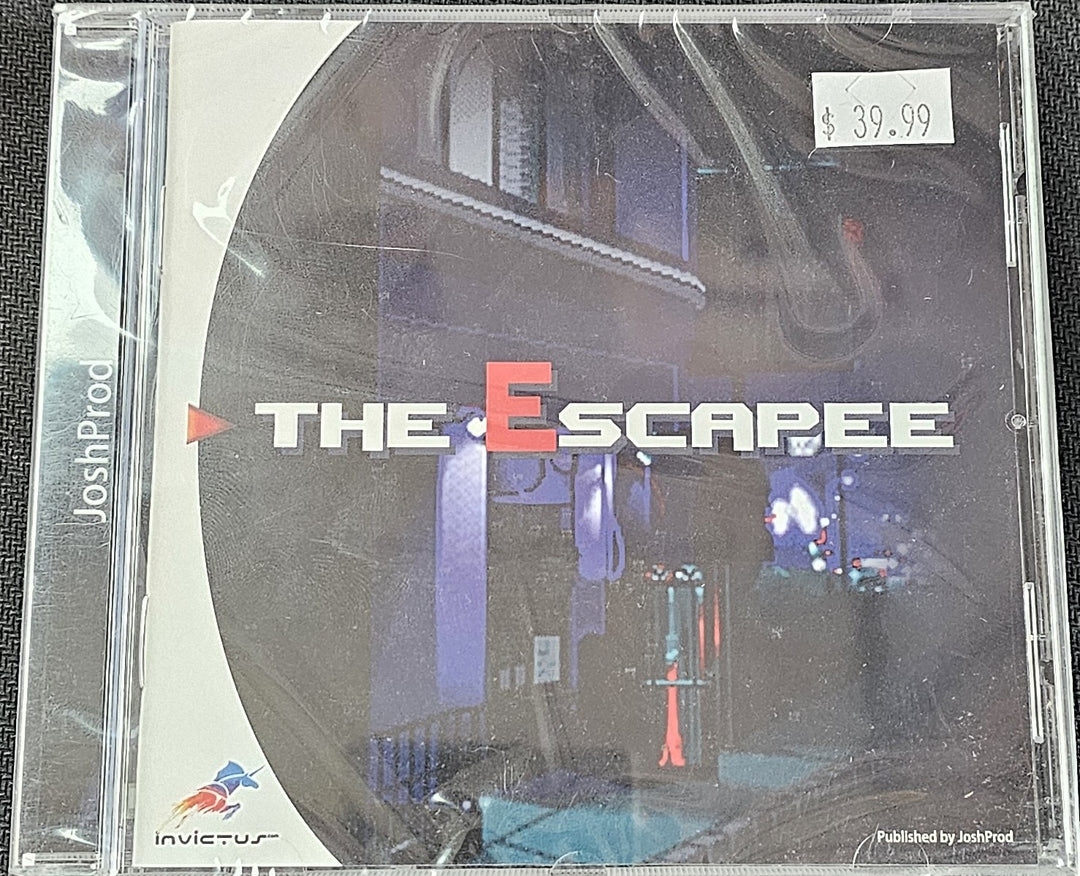 $ 39.99
JoshProd
THE ESCAPEE
invictus
Published by JoshProd